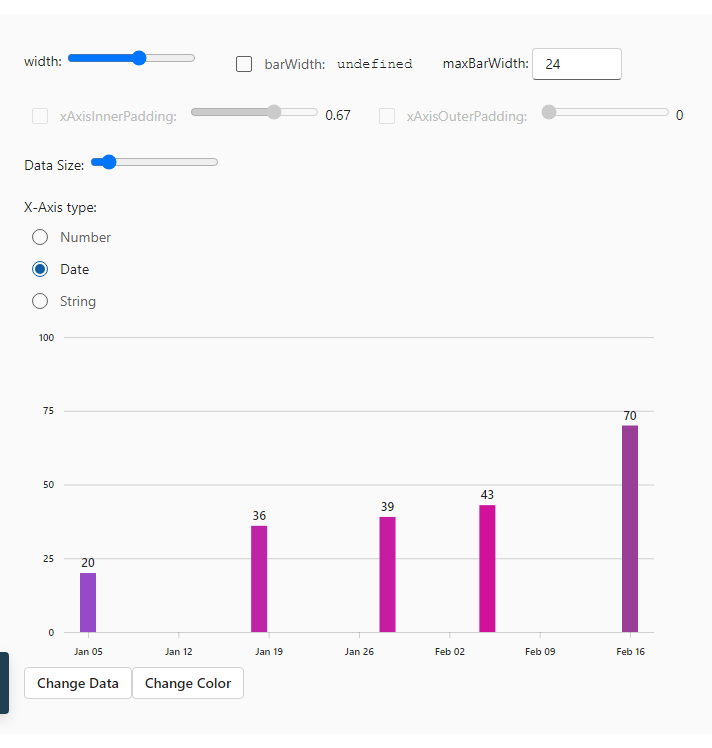 width: barWidth: undefined maxBarWidth: 24
xAxisInnerPadding: 0.67 xAxisOuterPadding: 0
Data Size:
X-Axis type:
Number
Date
String
100
75
50
25
0
20
36
39
43
70
Jan 05 Jan 12 Jan 19 Jan 26 Feb 02 Feb 09 Feb 16
Change Data Change Color